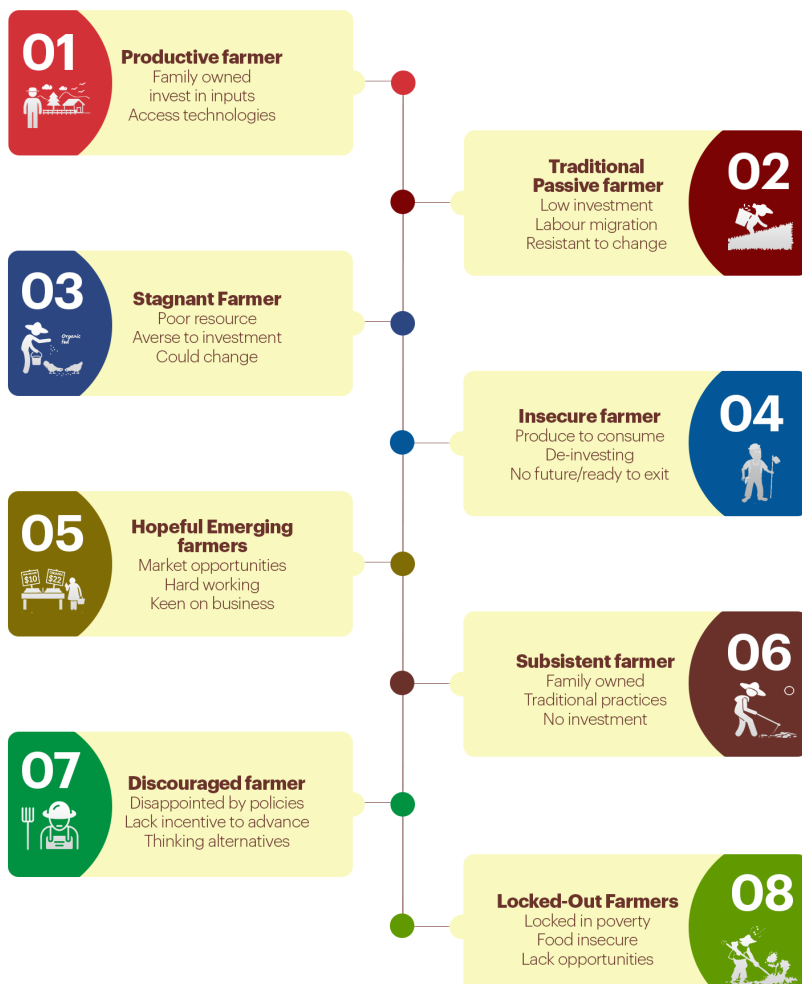 01
Productive farmer
Family owned
invest in inputs
Access technologies
02
Traditional
Passive farmer
Low investment
Labour migration
Resistant to change
03
Organic
Stagnant Farmer
Poor resource
Averse to investment
Could change
04
Insecure farmer
Produce to consume
De-investing
No future/ready to exit
05
$10
$22
Hopeful Emerging
farmers
Market opportunities
Hard working
Keen on business
06
Subsistent farmer
Family owned
Traditional practices
No investment
07
Discouraged farmer
Disappointed by policies
Lack incentive to advance
Thinking alternatives
08
Locked-Out Farmers
Locked in poverty
Food insecure
Lack opportunities